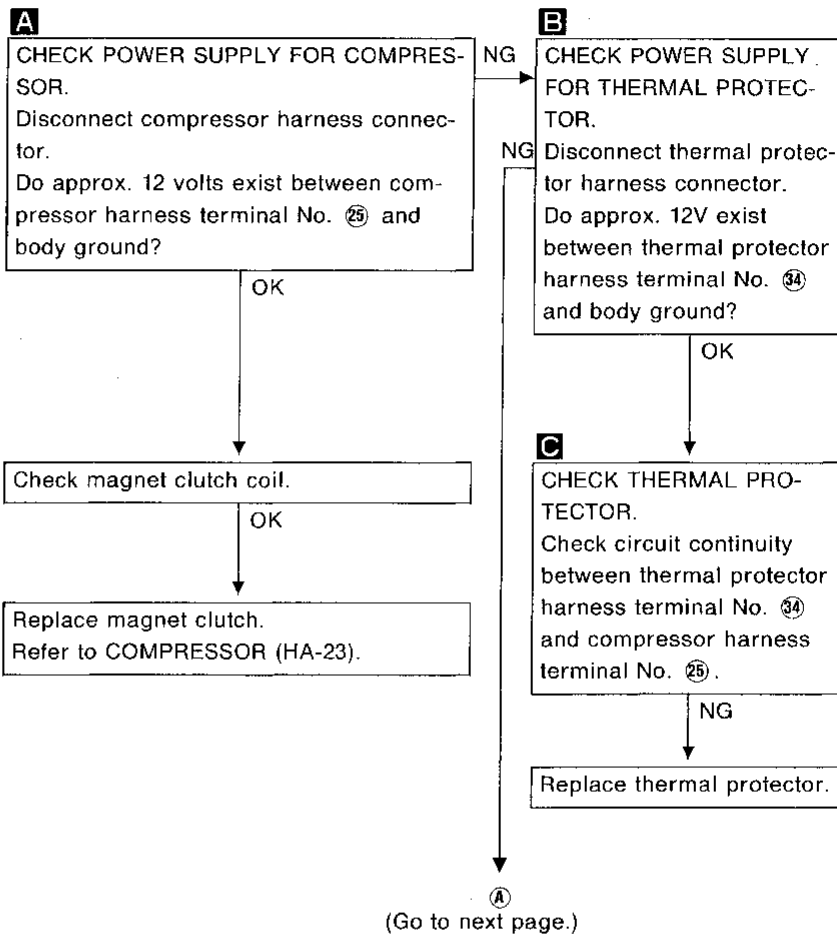 A
CHECK POWER SUPPLY FOR COMPRES-
SOR.
Disconnect compressor harness connec-
tor.
Do approx. 12 volts exist between com-
pressor harness terminal No. ㉕ and
body ground?
NG
OK
Check magnet clutch coil.
OK
Replace magnet clutch.
Refer to COMPRESSOR (HA-23).
B
CHECK POWER SUPPLY
FOR THERMAL PROTEC-
TOR.
Disconnect thermal protec-
tor harness connector.
Do approx. 12V exist
between thermal protector
harness terminal No. ㉞
and body ground?
NG
OK
C
CHECK THERMAL PRO-
TECTOR.
Check circuit continuity
between thermal protector
harness terminal No. ㉞
and compressor harness
terminal No. ㉕.
NG
Replace thermal protector.
Ⓐ
(Go to next page.)